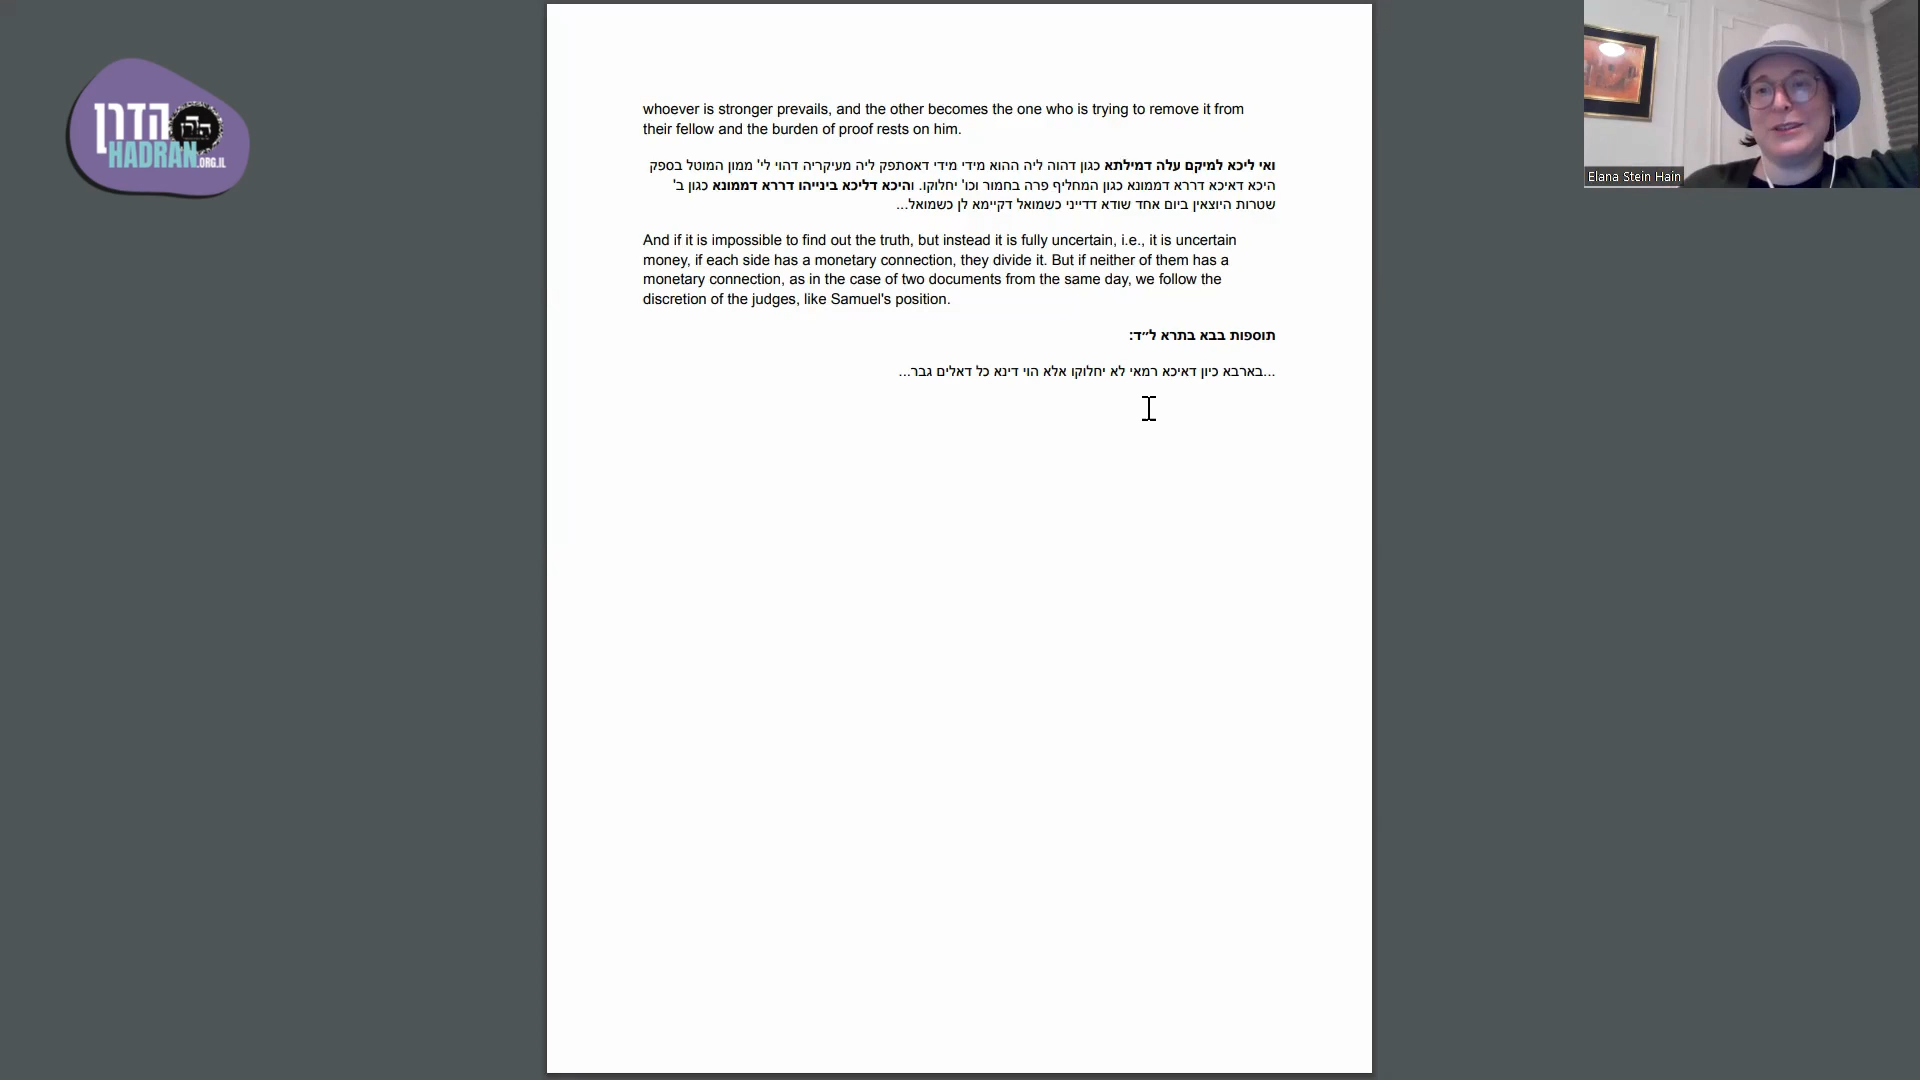 הדרן
HADRAN.ORG.IL
whoever is stronger prevails, and the other becomes the one who is trying to remove it from
their fellow and the burden of proof rests on him.
ואי ליכא למיקם עלה דמילתא כגון דהוה ליה ההוא מידי מידי דאסתפק ליה מעיקריה דהוי לי' ממון המוטל בספק
היכא דאיכא דררא דממונא כגון המחליף פרה בחמור וכו' יחלוקו. והיכא דליכא בינייהו דררא דממונא כגון ב'
שטרות היוצאין ביום אחד שודא דדייני כשמואל דקיימא לן כשמואל...
And if it is impossible to find out the truth, but instead it is fully uncertain, i.e., it is uncertain
money, if each side has a monetary connection, they divide it. But if neither of them has a
monetary connection, as in the case of two documents from the same day, we follow the
discretion of the judges, like Samuel's position.
תוספות בבא בתרא ל״ד:
...בארבא כיון דאיכא רמאי לא יחלוקו אלא הוי דינא כל דאלים גבר...
Elana Stein Hain